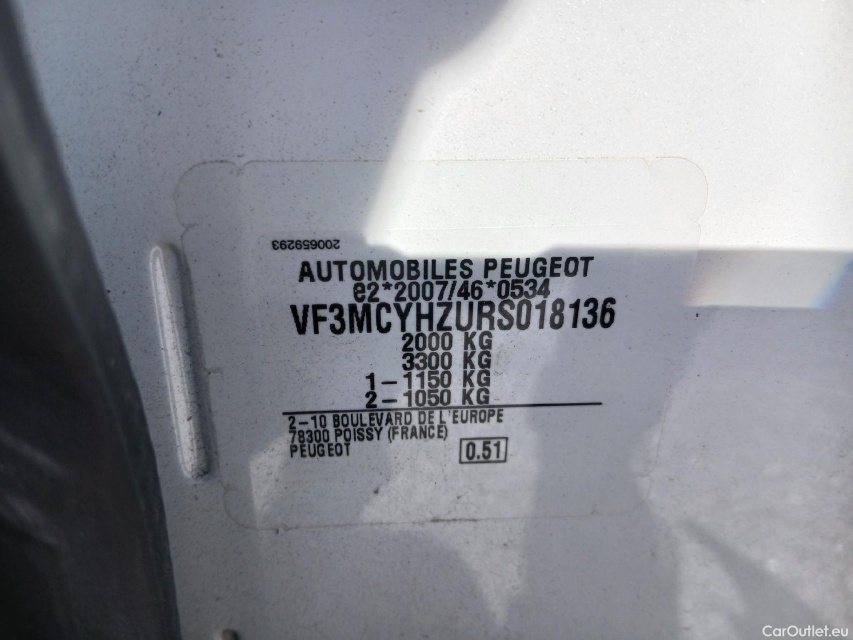 200659293
AUTOMOBILES PEUGEOT
e2*2007/46*0534
VF3MCYHZURS018136
2000 KG
3300 KG
1-1150 KG
2-1050 KG
2-10 BOULEVARD DE L'EUROPE
78300 POISSY (FRANCE)
PEUGEOT
0.51
CarOutlet.eu